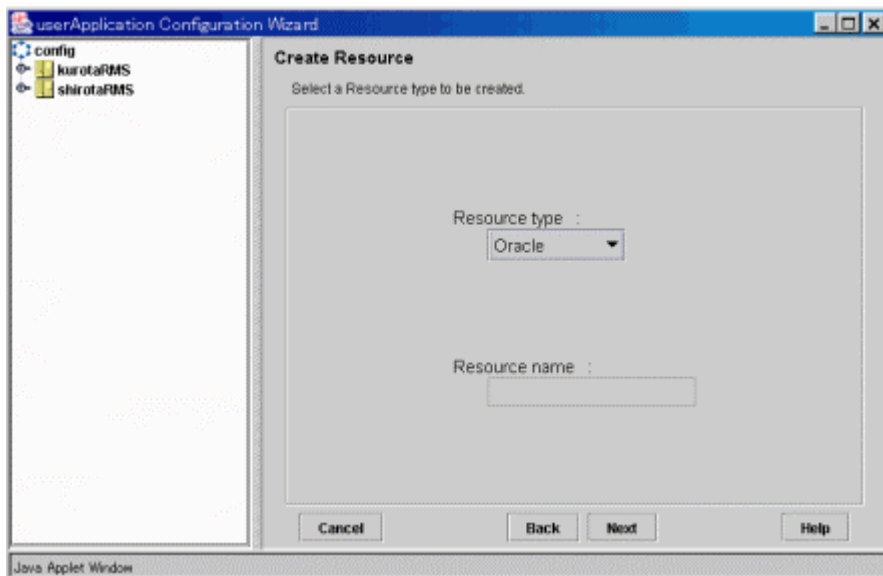 userApplication Configuration Wizard
config
kurotaRMS
shirotaRMS
Create Resource
Select a Resource type to be created.
Resource type :
Oracle
Resource name :
Cancel
Back
Next
Help
Java Applet Window